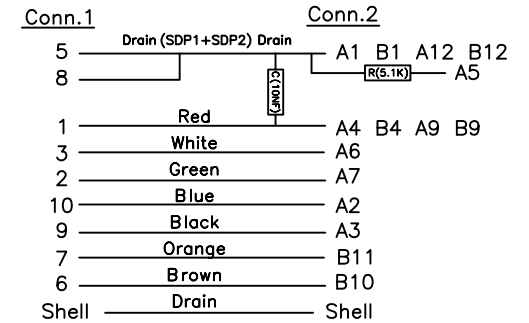 Conn.1 Conn.2
5 Drain (SDP1+SDP2) Drain A1 B1 A12 B12
8 R(5.1K) A5
C(10NF)
1 Red A4 B4 A9 B9
3 White A6
2 Green A7
10 Blue A2
9 Black A3
7 Orange B11
6 Brown B10
Shell Drain Shell